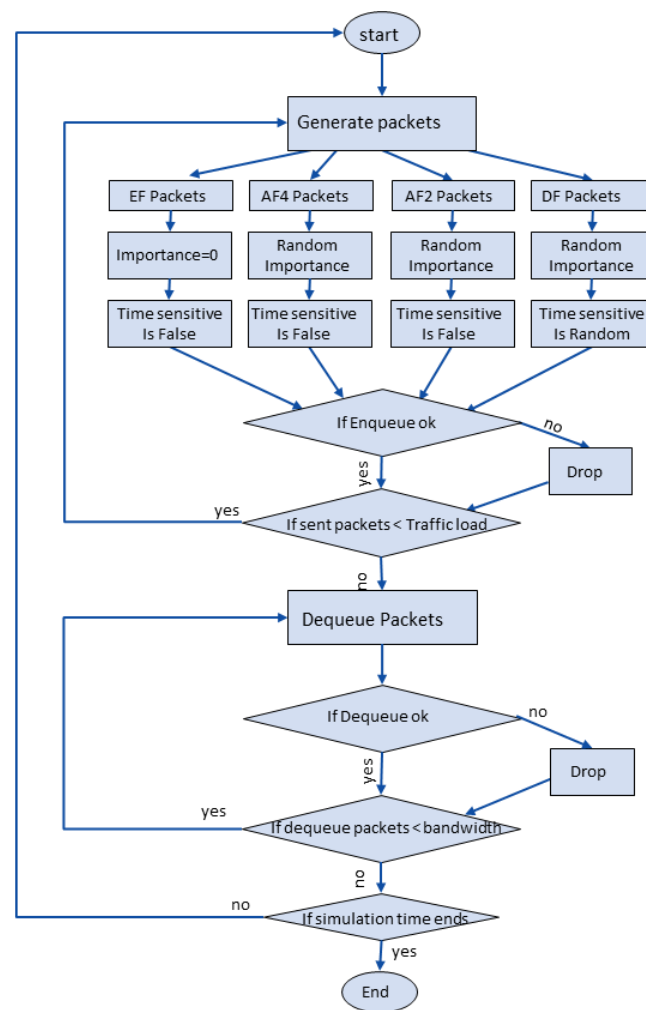 start
Generate packets
EF Packets
AF4 Packets
AF2 Packets
DF Packets
Importance=0
Random
Importance
Random
Importance
Random
Importance
Time sensitive
Is False
Time sensitive
Is False
Time sensitive
Is False
Time sensitive
Is Random
If Enqueue ok
no
yes
Drop
If sent packets < Traffic load
yes
no
Dequeue Packets
If Dequeue ok
no
yes
Drop
If dequeue packets < bandwidth
yes
no
If simulation time ends
no
yes
End